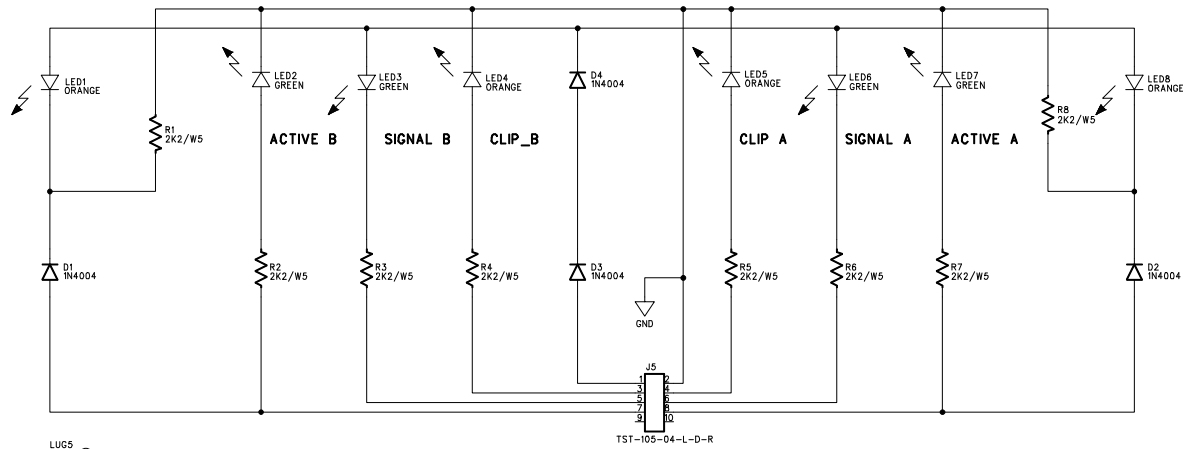 LED1
ORANGE
LED2
GREEN
LED3
GREEN
LED4
ORANGE
D4
1N4004
LED5
ORANGE
LED6
GREEN
LED7
GREEN
LED8
ORANGE
R1
2K2/W5
R8
2K2/W5
ACTIVE B
SIGNAL B
CLIP_B
CLIP A
SIGNAL A
ACTIVE A
D1
1N4004
R2
2K2/W5
R3
2K2/W5
R4
2K2/W5
D3
1N4004
R5
2K2/W5
R6
2K2/W5
R7
2K2/W5
D2
1N4004
GND
J5
1 2
3 4
5 6
7 8
9 10
TST-105-04-L-D-R
LUG5